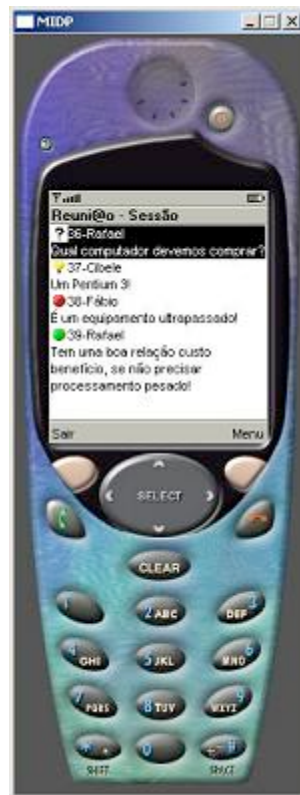 MIDP
Reuni@o - Sessão
? 36-Rafael
Qual computador devemos comprar?
37-Cibele
Um Pentium 3!
38-Fábio
É um equipamento ultrapassado!
39-Rafael
Tem uma boa relação custo
benefício, se não precisar
processamento pesado!
Sair Menu
SELECT
CLEAR
1 2 ABC DEF 3
4 GHI 5 JKL MNO 6
7 PQRS 8 TUV WXYZ 9
* 0 #
SHIFT SPACE